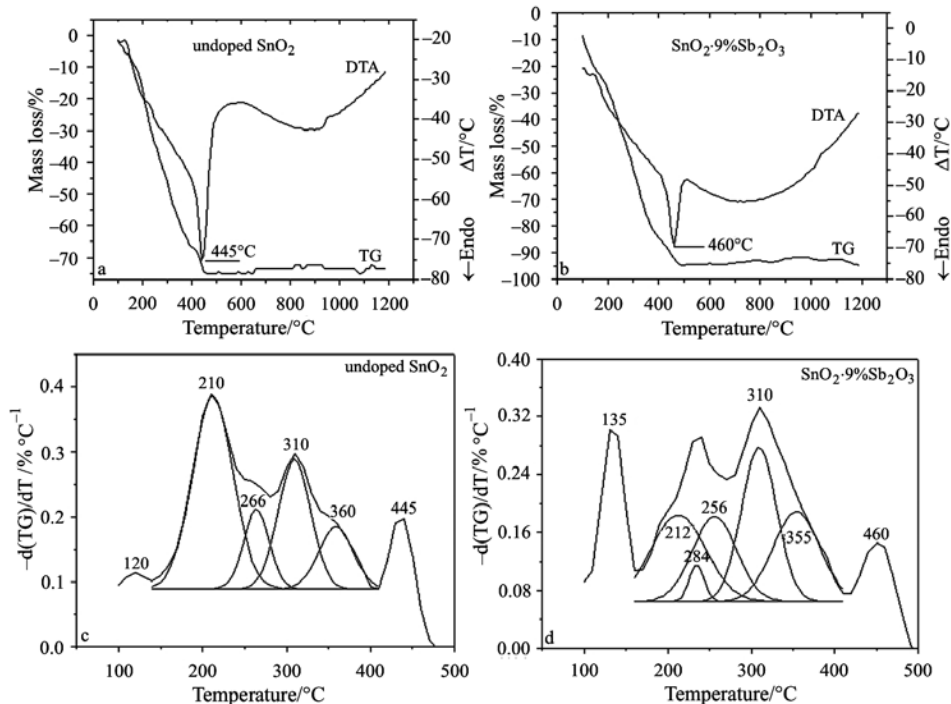 undoped SnO₂
DTA
TG
445°C
a
0
−10
−20
−30
−40
−50
−60
−70
Mass loss/%
−20
−30
−40
−50
−60
−70
−80
ΔT/°C
←Endo
0 200 400 600 800 1000 1200
Temperature/°C
SnO₂·9%Sb₂O₃
DTA
TG
460°C
b
0
−10
−20
−30
−40
−50
−60
−70
−80
−90
−100
Mass loss/%
0
−10
−20
−30
−40
−50
−60
−70
−80
ΔT/°C
←Endo
0 200 400 600 800 1000 1200
Temperature/°C
undoped SnO₂
210
310
266
360
445
120
c
0.4
0.3
0.2
0.1
0.0
−d(TG)/dT /% °C⁻¹
100 200 300 400 500
Temperature/°C
SnO₂·9%Sb₂O₃
310
135
256
212
355
284
460
d
0.40
0.32
0.24
0.16
0.08
0.00
−d(TG)/dT/% °C⁻¹
100 200 300 400 500
Temperature/°C